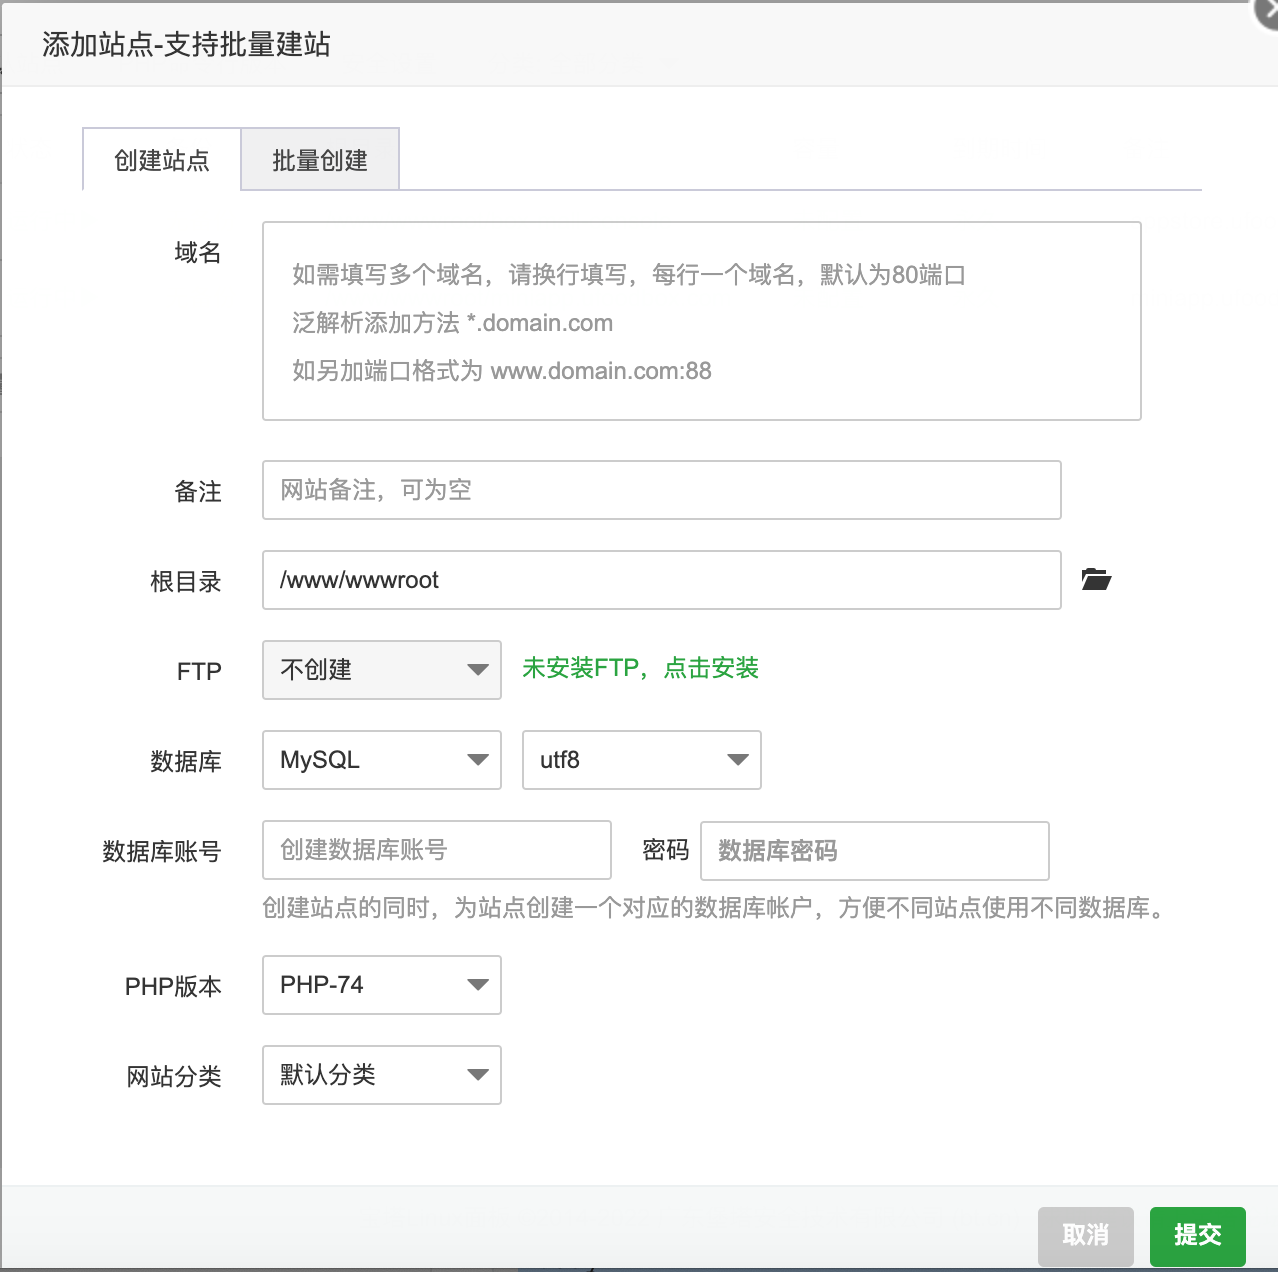 添加站点-支持批量建站
创建站点
批量创建
域名
如需填写多个域名，请换行填写，每行一个域名，默认为80端口
泛解析添加方法 *.domain.com
如另加端口格式为 www.domain.com:88
备注
网站备注，可为空
根目录
/www/wwwroot
FTP
不创建
未安装FTP，点击安装
数据库
MySQL
utf8
数据库账号
创建数据库账号
密码
数据库密码
创建站点的同时，为站点创建一个对应的数据库帐户，方便不同站点使用不同数据库。
PHP版本
PHP-74
网站分类
默认分类
取消
提交